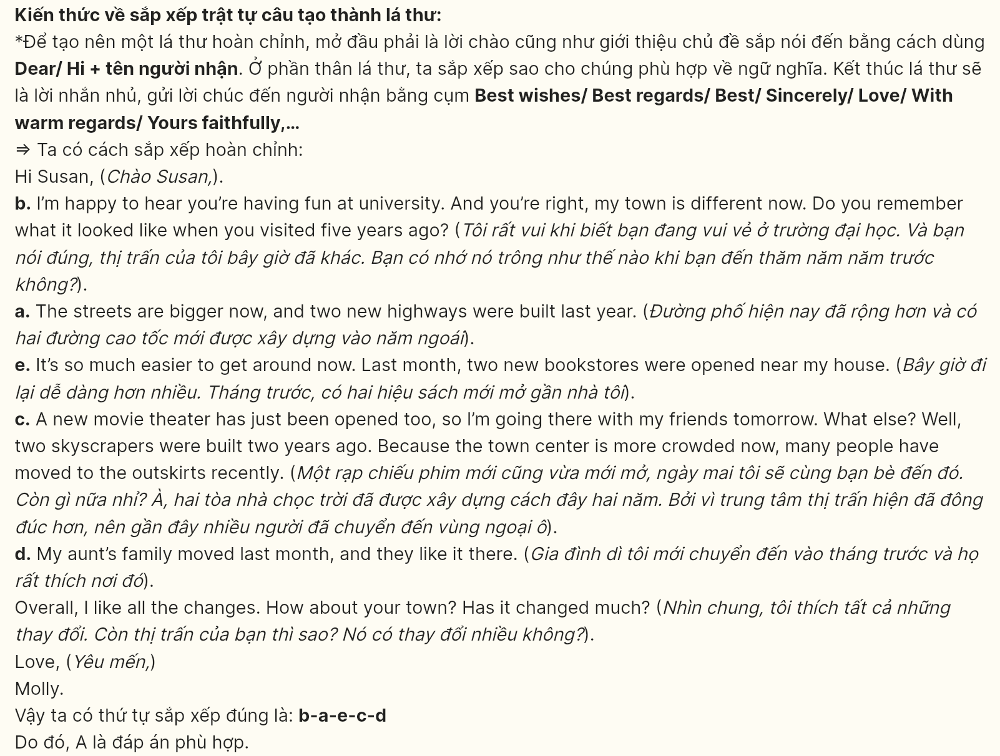 Kiến thức về sắp xếp trật tự câu tạo thành lá thư:
*Để tạo nên một lá thư hoàn chỉnh, mở đầu phải là lời chào cũng như giới thiệu chủ đề sắp nói đến bằng cách dùng
Dear/ Hi + tên người nhận. Ở phần thân lá thư, ta sắp xếp sao cho chúng phù hợp về ngữ nghĩa. Kết thúc lá thư sẽ
là lời nhắn nhủ, gửi lời chúc đến người nhận bằng cụm Best wishes/ Best regards/ Best/ Sincerely/ Love/ With
warm regards/ Yours faithfully,...
⇒ Ta có cách sắp xếp hoàn chỉnh:
Hi Susan, (Chào Susan,).
b. I’m happy to hear you’re having fun at university. And you’re right, my town is different now. Do you remember
what it looked like when you visited five years ago? (Tôi rất vui khi biết bạn đang vui vẻ ở trường đại học. Và bạn
nói đúng, thị trấn của tôi bây giờ đã khác. Bạn có nhớ nó trông như thế nào khi bạn đến thăm năm năm trước
không?).
a. The streets are bigger now, and two new highways were built last year. (Đường phố hiện nay đã rộng hơn và có
hai đường cao tốc mới được xây dựng vào năm ngoái).
e. It’s so much easier to get around now. Last month, two new bookstores were opened near my house. (Bây giờ đi
lại dễ dàng hơn nhiều. Tháng trước, có hai hiệu sách mới mở gần nhà tôi).
c. A new movie theater has just been opened too, so I’m going there with my friends tomorrow. What else? Well,
two skyscrapers were built two years ago. Because the town center is more crowded now, many people have
moved to the outskirts recently. (Một rạp chiếu phim mới cũng vừa mới mở, ngày mai tôi sẽ cùng bạn bè đến đó.
Còn gì nữa nhỉ? À, hai tòa nhà chọc trời đã được xây dựng cách đây hai năm. Bởi vì trung tâm thị trấn hiện đã đông
đúc hơn, nên gần đây nhiều người đã chuyển đến vùng ngoại ô).
d. My aunt’s family moved last month, and they like it there. (Gia đình dì tôi mới chuyển đến vào tháng trước và họ
rất thích nơi đó).
Overall, I like all the changes. How about your town? Has it changed much? (Nhìn chung, tôi thích tất cả những
thay đổi. Còn thị trấn của bạn thì sao? Nó có thay đổi nhiều không?).
Love, (Yêu mến,)
Molly.
Vậy ta có thứ tự sắp xếp đúng là: b-a-e-c-d
Do đó, A là đáp án phù hợp.